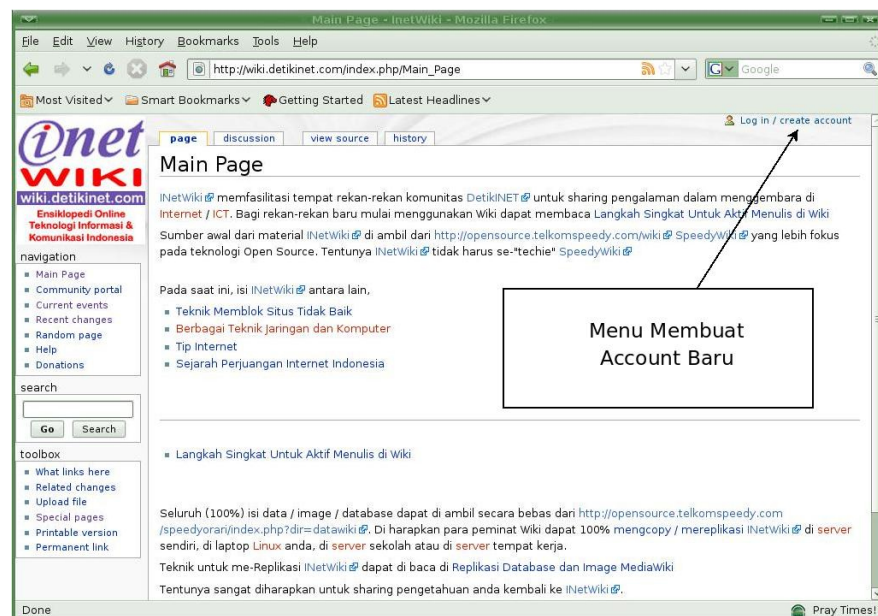 Main Page - InetWiki - Mozilla Firefox
File Edit View History Bookmarks Tools Help
http://wiki.detikinet.com/index.php/Main_Page
G Google
Most Visited Smart Bookmarks Getting Started Latest Headlines
Log in / create account
inet
WIKI
wiki.detikinet.com
Ensiklopedi Online
Teknologi Informasi &
Komunikasi Indonesia
navigation
Main Page
Community portal
Current events
Recent changes
Random page
Help
Donations
search
Go Search
toolbox
What links here
Related changes
Upload file
Special pages
Printable version
Permanent link
page discussion view source history
Main Page
INetWiki memfasilitasi tempat rekan-rekan komunitas DetikINET untuk sharing pengalaman dalam menggembara di
Internet / ICT. Bagi rekan-rekan baru mulai menggunakan Wiki dapat membaca Langkah Singkat Untuk Aktif Menulis di Wiki
Sumber awal dari material INetWiki di ambil dari http://opensource.telkomspeedy.com/wiki SpeedyWiki yang lebih fokus
pada teknologi Open Source. Tentunya INetWiki tidak harus se-"techie" SpeedyWiki
Pada saat ini, isi INetWiki antara lain,
Teknik Memblok Situs Tidak Baik
Berbagai Teknik Jaringan dan Komputer
Tip Internet
Sejarah Perjuangan Internet Indonesia
Menu Membuat
Account Baru
Langkah Singkat Untuk Aktif Menulis di Wiki
Seluruh (100%) isi data / image / database dapat di ambil secara bebas dari http://opensource.telkomspeedy.com
/speedyorari/index.php?dir=datawiki. Di harapkan para peminat Wiki dapat 100% mengcopy / mereplikasi INetWiki di server
sendiri, di laptop Linux anda, di server sekolah atau di server tempat kerja.
Teknik untuk me-Replikasi INetWiki dapat di baca di Replikasi Database dan Image MediaWiki
Tentunya sangat diharapkan untuk sharing pengetahuan anda kembali ke INetWiki.
Done
Pray Times!